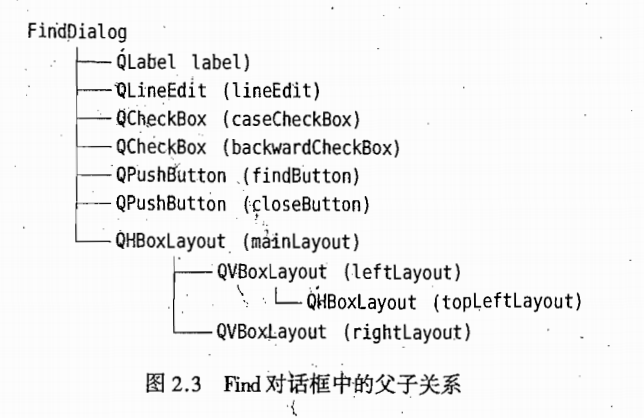 FindDialog
QLabel label)
QLineEdit (lineEdit)
QCheckBox (caseCheckBox)
QCheckBox (backwardCheckBox)
QPushButton (findButton)
QPushButton (closeButton)
QHBoxLayout (mainLayout)
QVBoxLayout (leftLayout)
QHBoxLayout (topLeftLayout)
QVBoxLayout (rightLayout)
图 2.3 Find 对话框中的父子关系